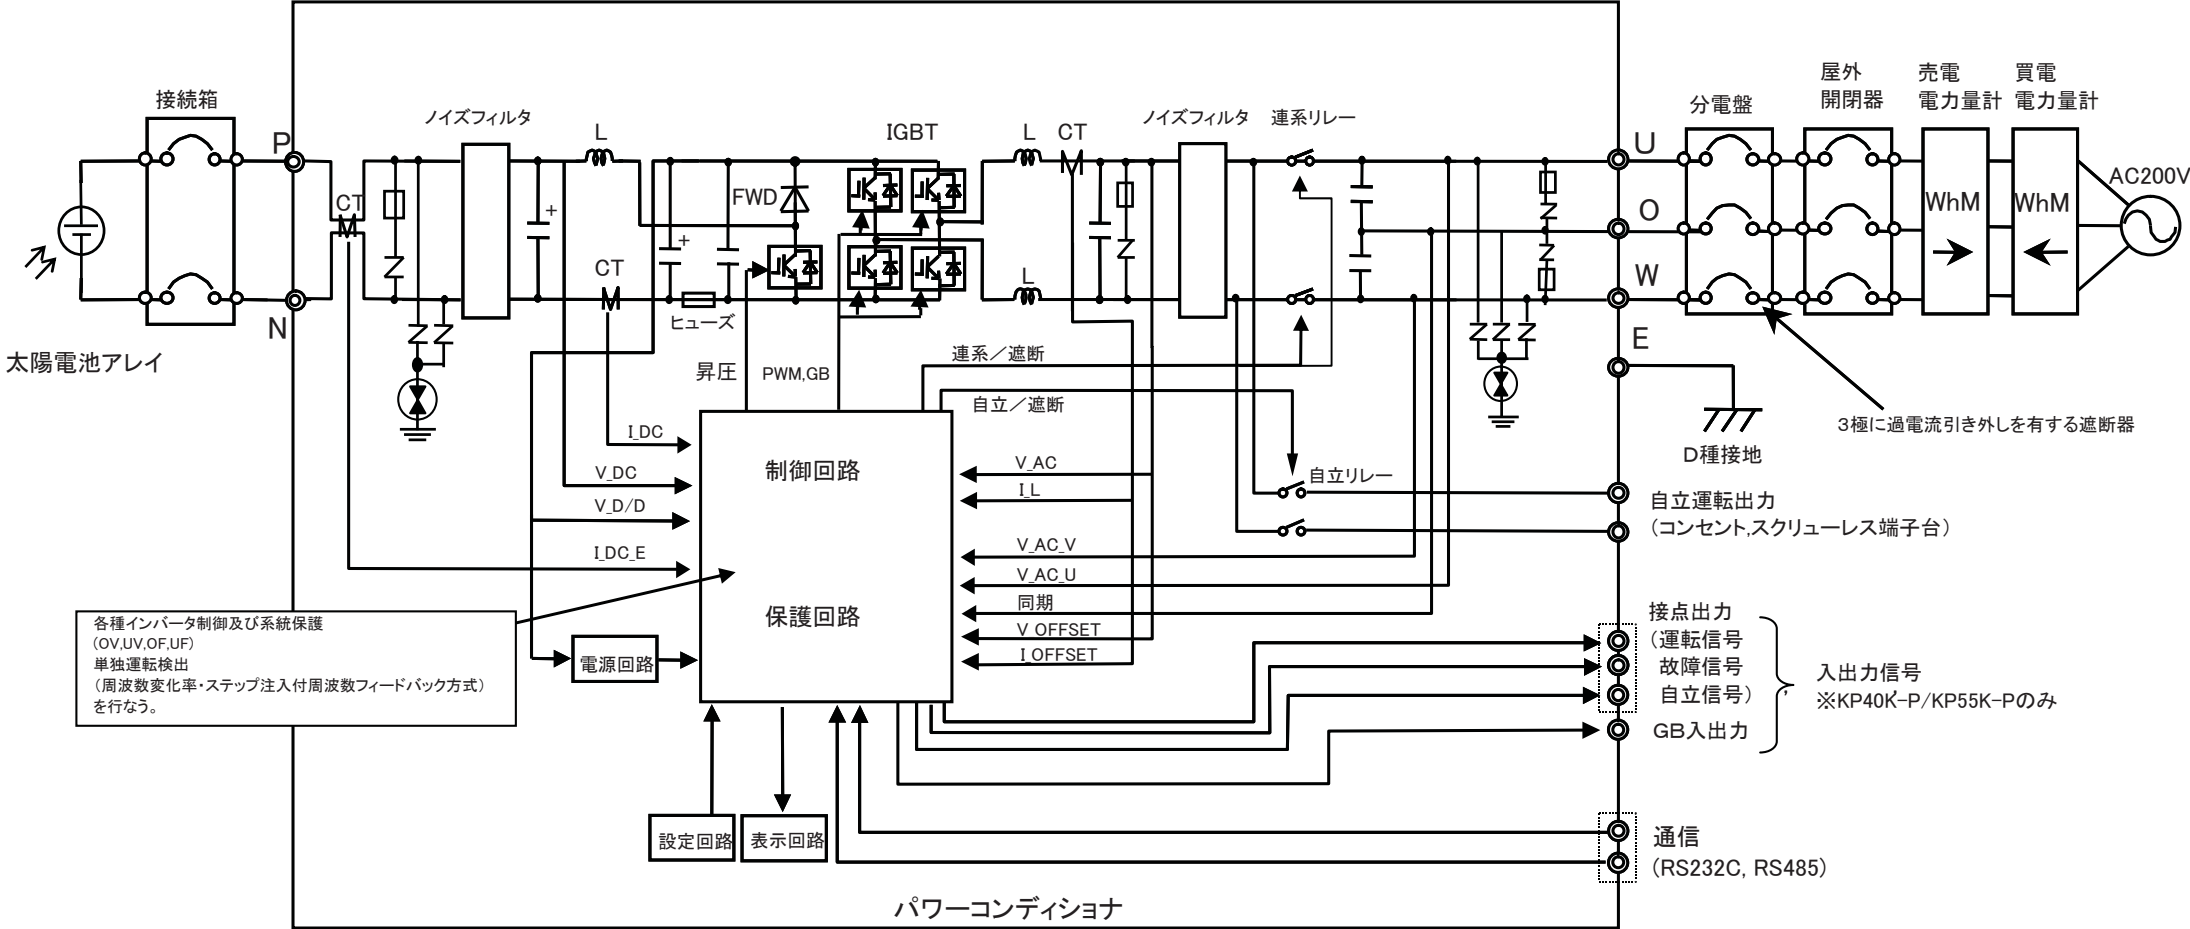 接続箱
P
N
太陽電池アレイ
CT
ノイズフィルタ
L
+
CT
FWD
+
ヒューズ
IGBT
L
CT
L
ノイズフィルタ
連系リレー
U
O
W
E
分電盤
屋外
開閉器
売電
電力量計
買電
電力量計
WhM
WhM
AC200V
3極に過電流引き外しを有する遮断器
D種接地
昇圧
PWM,GB
連系/遮断
自立/遮断
自立リレー
I_DC
V_DC
V_D/D
I_DC_E
制御回路
保護回路
V_AC
I_L
V_AC_V
V_AC_U
同期
V_OFFSET
I_OFFSET
自立運転出力
(コンセント,スクリューレス端子台)
各種インバータ制御及び系統保護
(OV,UV,OF,UF)
単独運転検出
(周波数変化率・ステップ注入付周波数フィードバック方式)
を行なう。
電源回路
接点出力
(運転信号
故障信号
自立信号)
GB入出力
入出力信号
※KP40K-P/KP55K-Pのみ
設定回路
表示回路
通信
(RS232C, RS485)
パワーコンディショナ